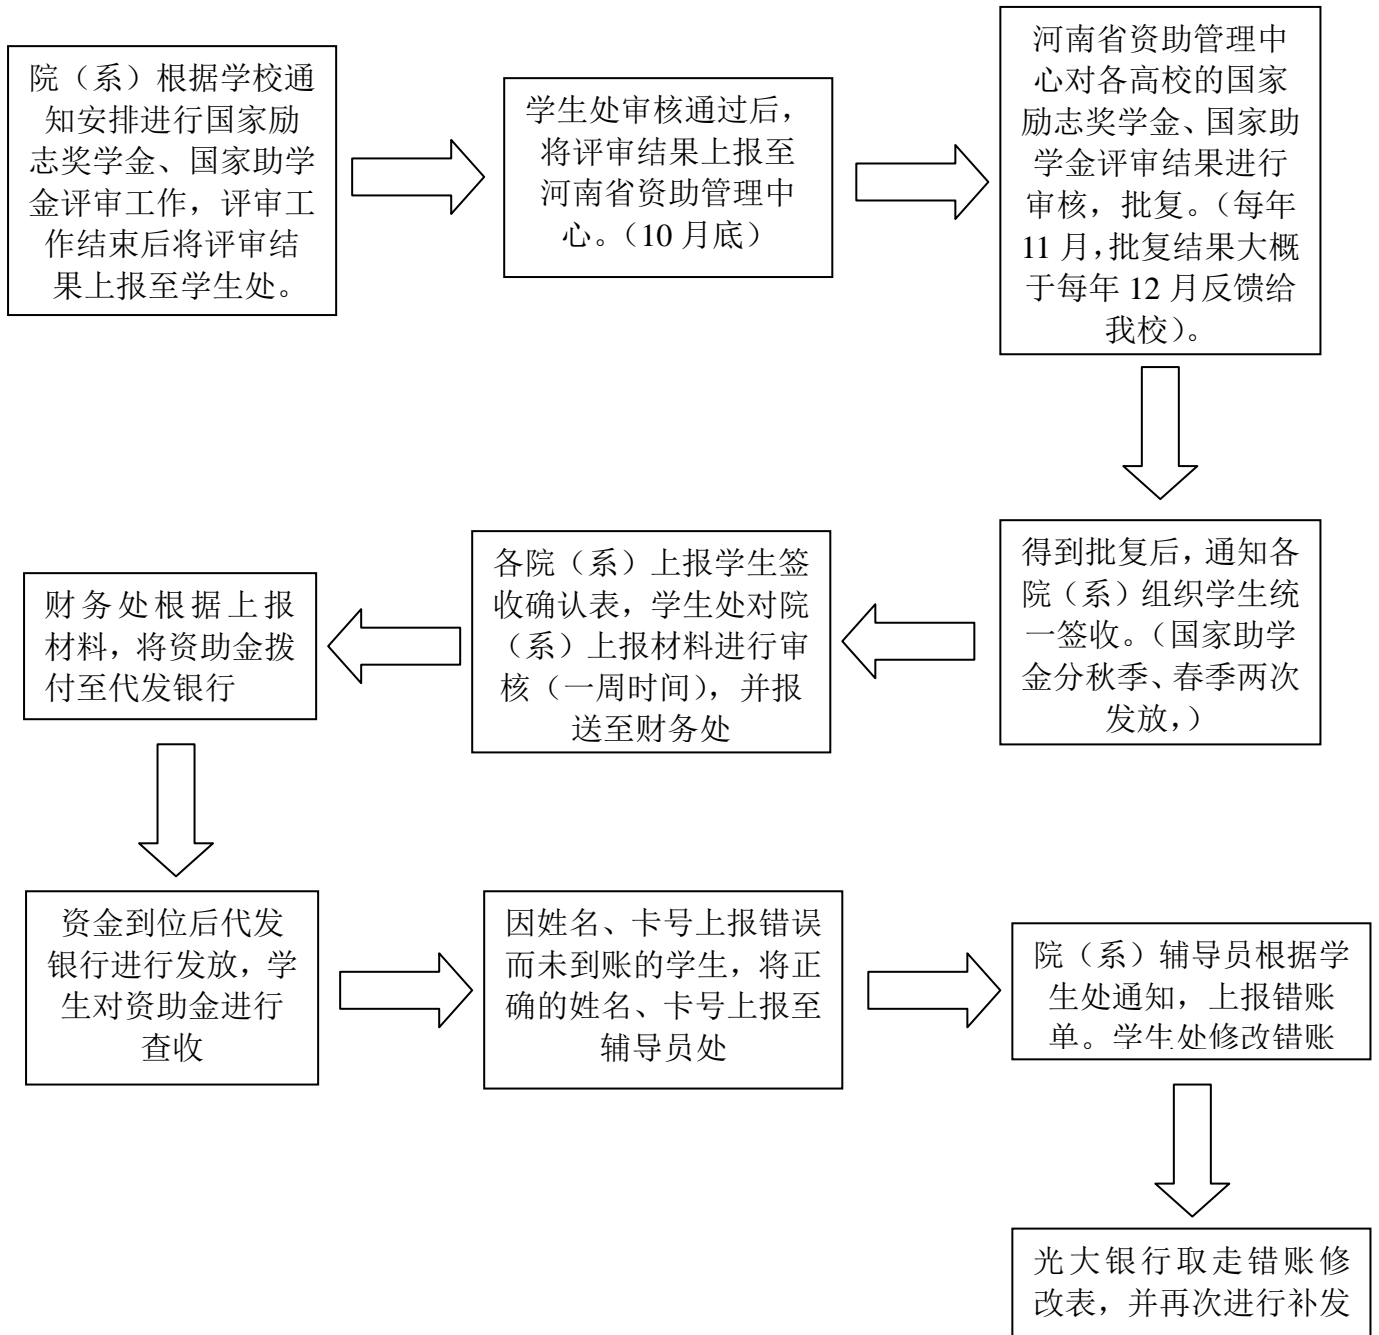 院（系）根据学校通
知安排进行国家励
志奖学金、国家助学
金评审工作，评审工
作结束后将评审结
果上报至学生处。
学生处审核通过后，
将评审结果上报至
河南省资助管理中
心。（10 月底）
河南省资助管理中
心对各高校的国家
励志奖学金、国家助
学金评审结果进行
审核，批复。（每年
11 月，批复结果大概
于每年 12 月反馈给
我校）。
得到批复后，通知各
院（系）组织学生统
一签收。（国家助学
金分秋季、春季两次
发放，）
各院（系）上报学生签
收确认表，学生处对院
（系）上报材料进行审
核（一周时间），并报
送至财务处
财务处根据上报
材料，将资助金拨
付至代发银行
资金到位后代发
银行进行发放，学
生对资助金进行
查收
因姓名、卡号上报错误
而未到账的学生，将正
确的姓名、卡号上报至
辅导员处
院（系）辅导员根据学
生处通知，上报错账
单。学生处修改错账
光大银行取走错账修
改表，并再次进行补发